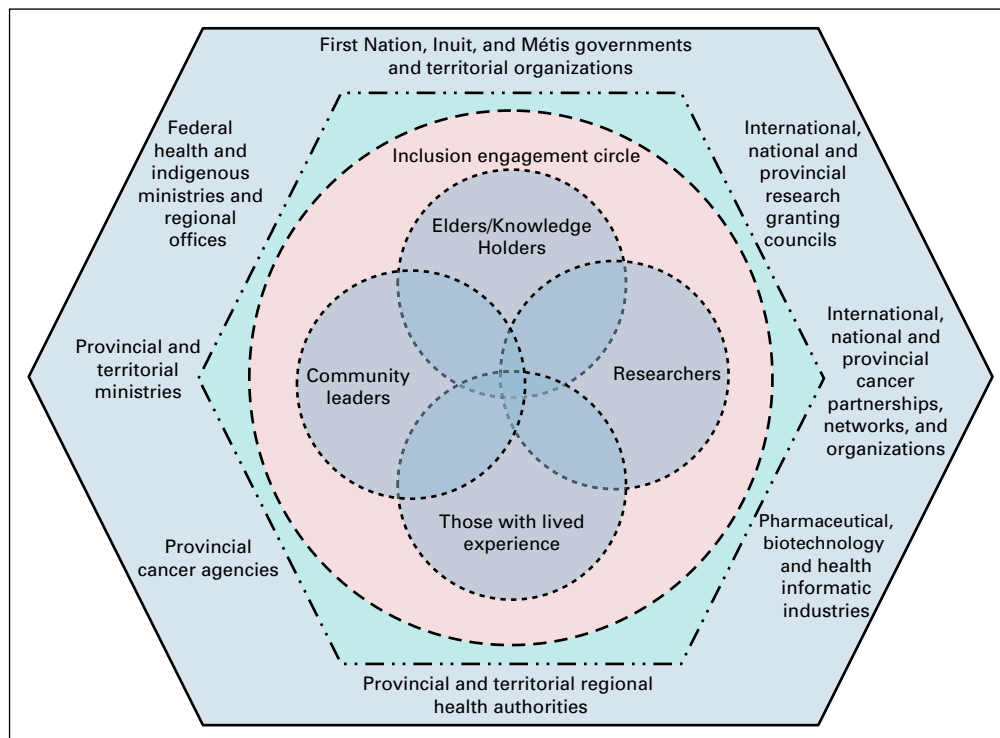 First Nation, Inuit, and Métis governments
and territorial organizations
Federal
health and
indigenous
ministries and
regional
offices
International,
national and
provincial
research
granting
councils
Inclusion engagement circle
Elders/Knowledge
Holders
Provincial and
territorial
ministries
Community
leaders
Researchers
International,
national and
provincial
cancer
partnerships,
networks, and
organizations
Those with lived
experience
Provincial
cancer agencies
Pharmaceutical,
biotechnology
and health
informatic
industries
Provincial and territorial regional
health authorities